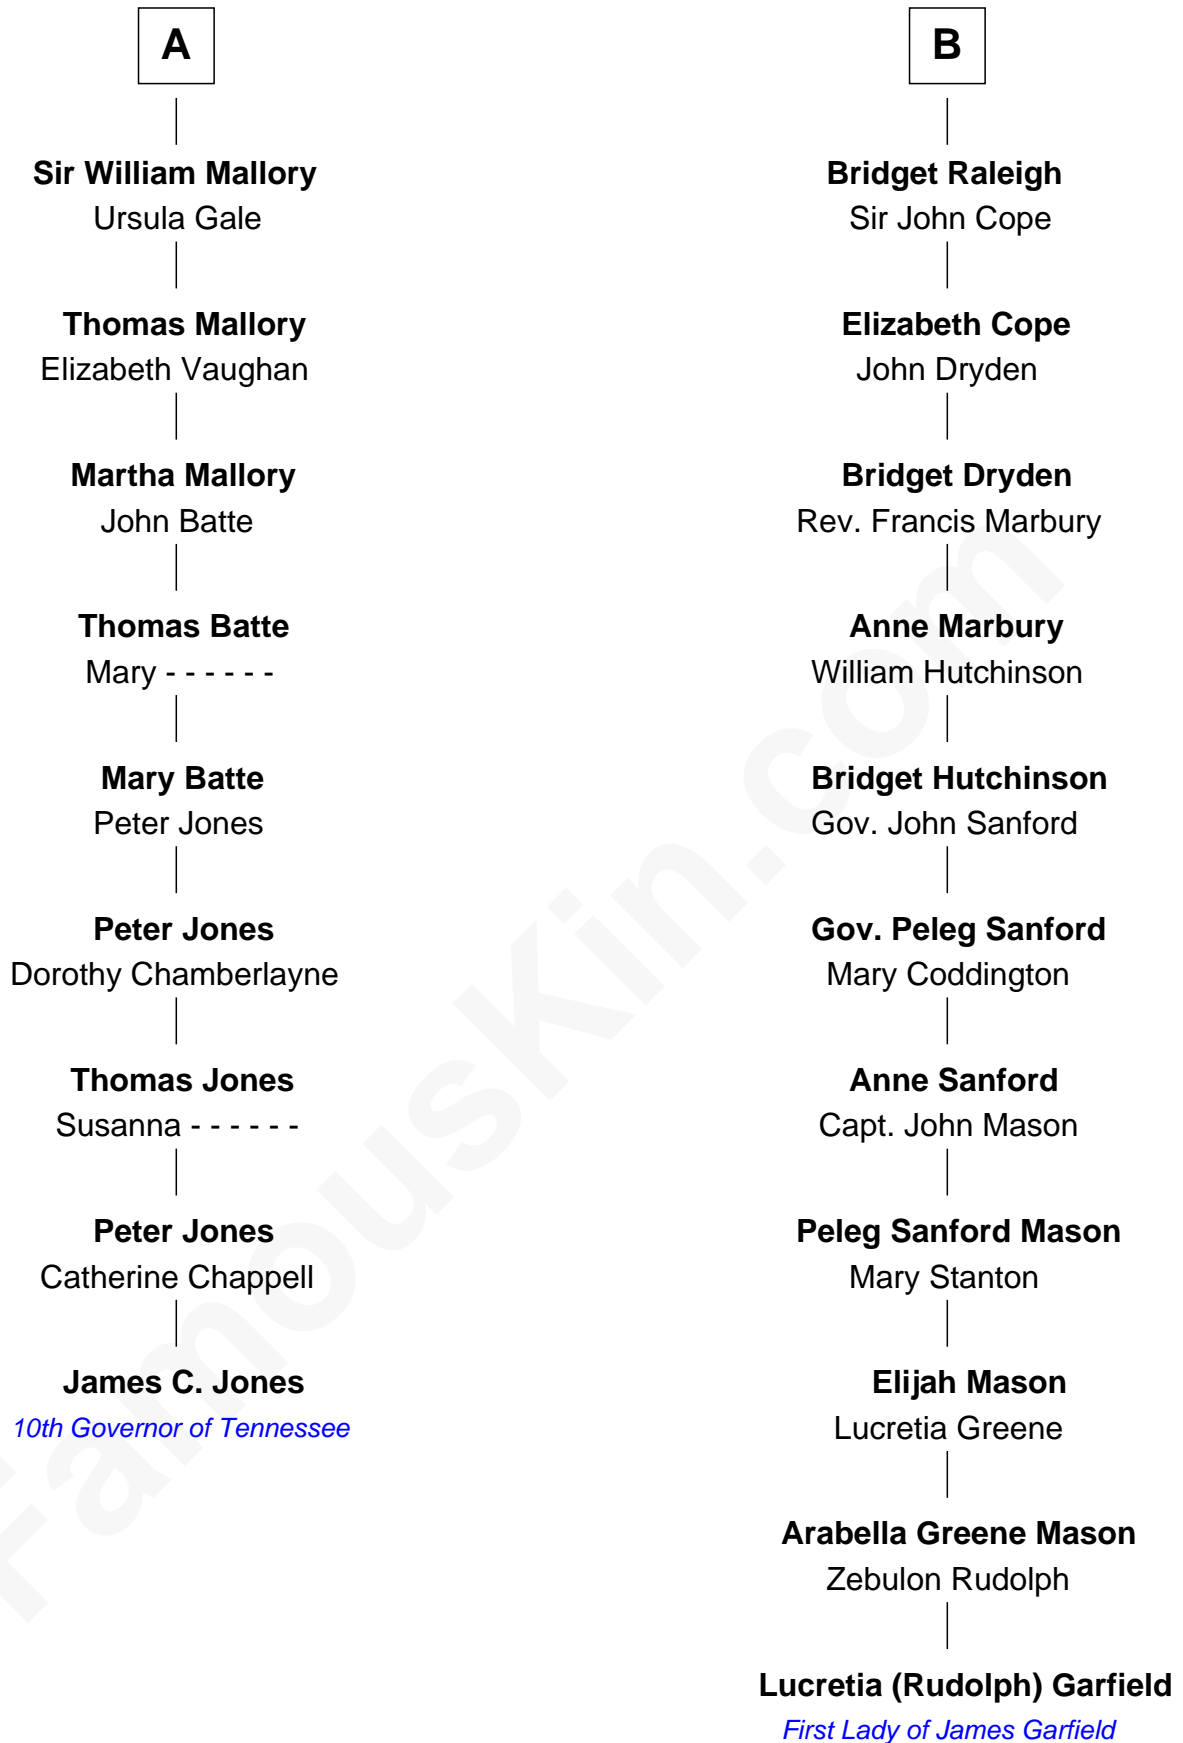 A
Sir William Mallory
Ursula Gale
Thomas Mallory
Elizabeth Vaughan
Martha Mallory
John Batte
Thomas Batte
Mary - - - - - -
Mary Batte
Peter Jones
Peter Jones
Dorothy Chamberlayne
Thomas Jones
Susanna - - - - - -
Peter Jones
Catherine Chappell
James C. Jones
10th Governor of Tennessee
B
Bridget Raleigh
Sir John Cope
Elizabeth Cope
John Dryden
Bridget Dryden
Rev. Francis Marbury
Anne Marbury
William Hutchinson
Bridget Hutchinson
Gov. John Sanford
Gov. Peleg Sanford
Mary Coddington
Anne Sanford
Capt. John Mason
Peleg Sanford Mason
Mary Stanton
Elijah Mason
Lucretia Greene
Arabella Greene Mason
Zebulon Rudolph
Lucretia (Rudolph) Garfield
First Lady of James Garfield
FamousKin.com